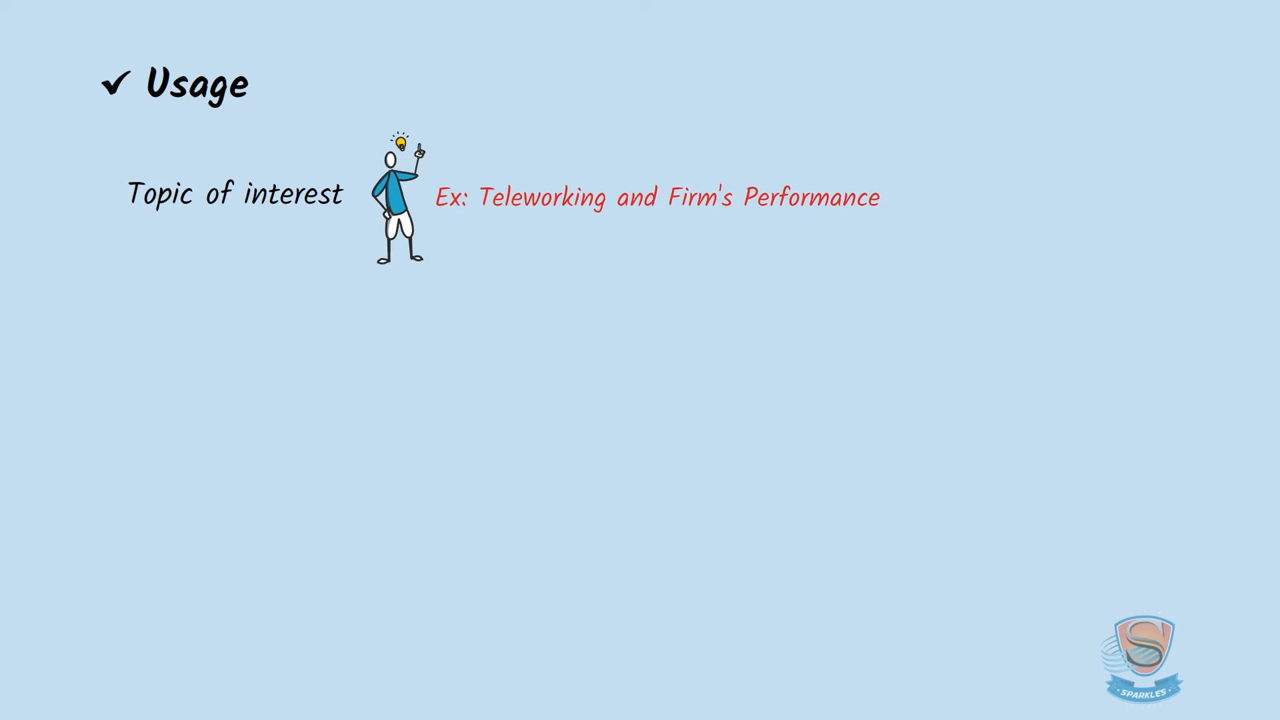 ✓ Usage
Topic of interest
Ex: Teleworking and Firm's Performance
S
SPARKLES